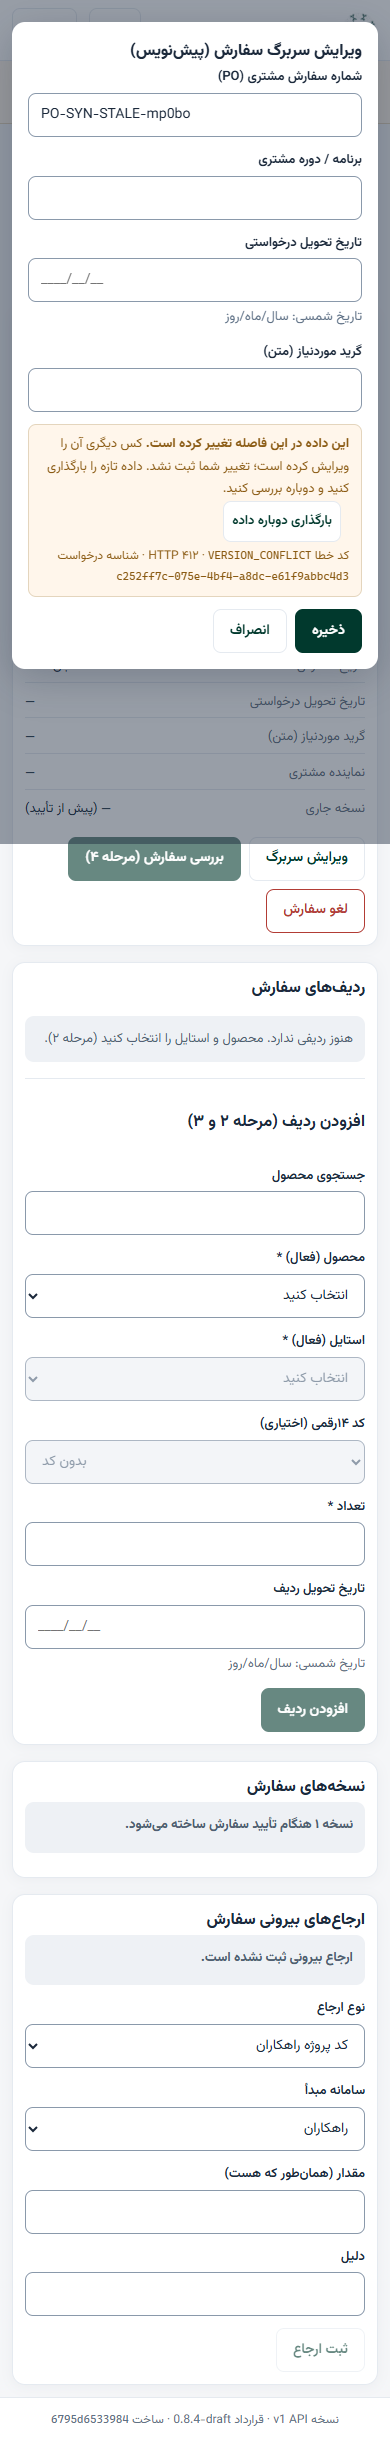 ویرایش سربرگ سفارش (پیش‌نویس)
شماره سفارش مشتری (PO)
PO-SYN-STALE-mp0bo
برنامه / دوره مشتری
تاریخ تحویل درخواستی
____/__/__
تاریخ شمسی: سال/ماه/روز
گرید موردنیاز (متن)
این داده در این فاصله تغییر کرده است. کس دیگری آن را
ویرایش کرده است؛ تغییر شما ثبت نشد. داده تازه را بارگذاری
کنید و دوباره بررسی کنید.
بارگذاری دوباره داده
کد خطا VERSION_CONFLICT · HTTP ۴۱۲ · شناسه درخواست
c252ff7c-075e-4bf4-a8dc-e61f9abbc4d3
ذخیره
انصراف
تاریخ تحویل درخواستی
—
گرید موردنیاز (متن)
—
نماینده مشتری
—
نسخه جاری
— (پیش از تأیید)
ویرایش سربرگ
بررسی سفارش (مرحله ۴)
لغو سفارش
ردیف‌های سفارش
هنوز ردیفی ندارد. محصول و استایل را انتخاب کنید (مرحله ۲).
افزودن ردیف (مرحله ۲ و ۳)
جستجوی محصول
محصول (فعال) *
انتخاب کنید
استایل (فعال) *
انتخاب کنید
کد ۱۴رقمی (اختیاری)
بدون کد
تعداد *
تاریخ تحویل ردیف
____/__/__
تاریخ شمسی: سال/ماه/روز
افزودن ردیف
نسخه‌های سفارش
نسخه ۱ هنگام تأیید سفارش ساخته می‌شود.
ارجاع‌های بیرونی سفارش
ارجاع بیرونی ثبت نشده است.
نوع ارجاع
کد پروژه راهکاران
سامانه مبدأ
راهکاران
مقدار (همان‌طور که هست)
دلیل
ثبت ارجاع
نسخه v1 API · قرارداد 0.8.4-draft · ساخت 6795d6533984